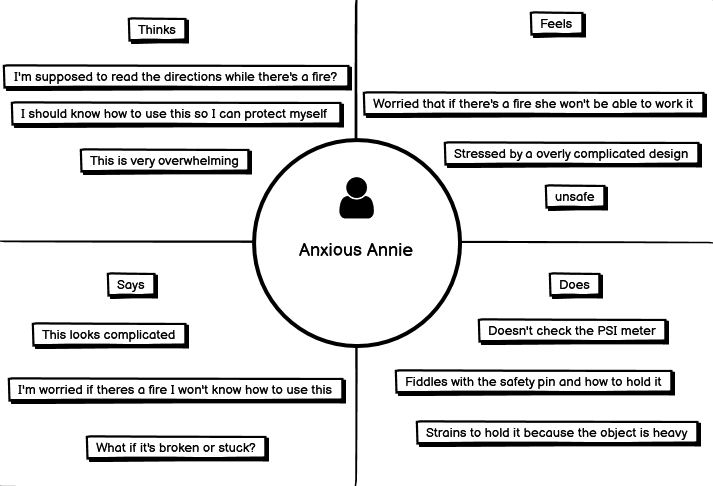 Thinks
I'm supposed to read the directions while there's a fire?
I should know how to use this so I can protect myself
This is very overwhelming
Feels
Worried that if there's a fire she won't be able to work it
Stressed by a overly complicated design
unsafe
Anxious Annie
Says
This looks complicated
I'm worried if theres a fire I won't know how to use this
What if it's broken or stuck?
Does
Doesn't check the PSI meter
Fiddles with the safety pin and how to hold it
Strains to hold it because the object is heavy